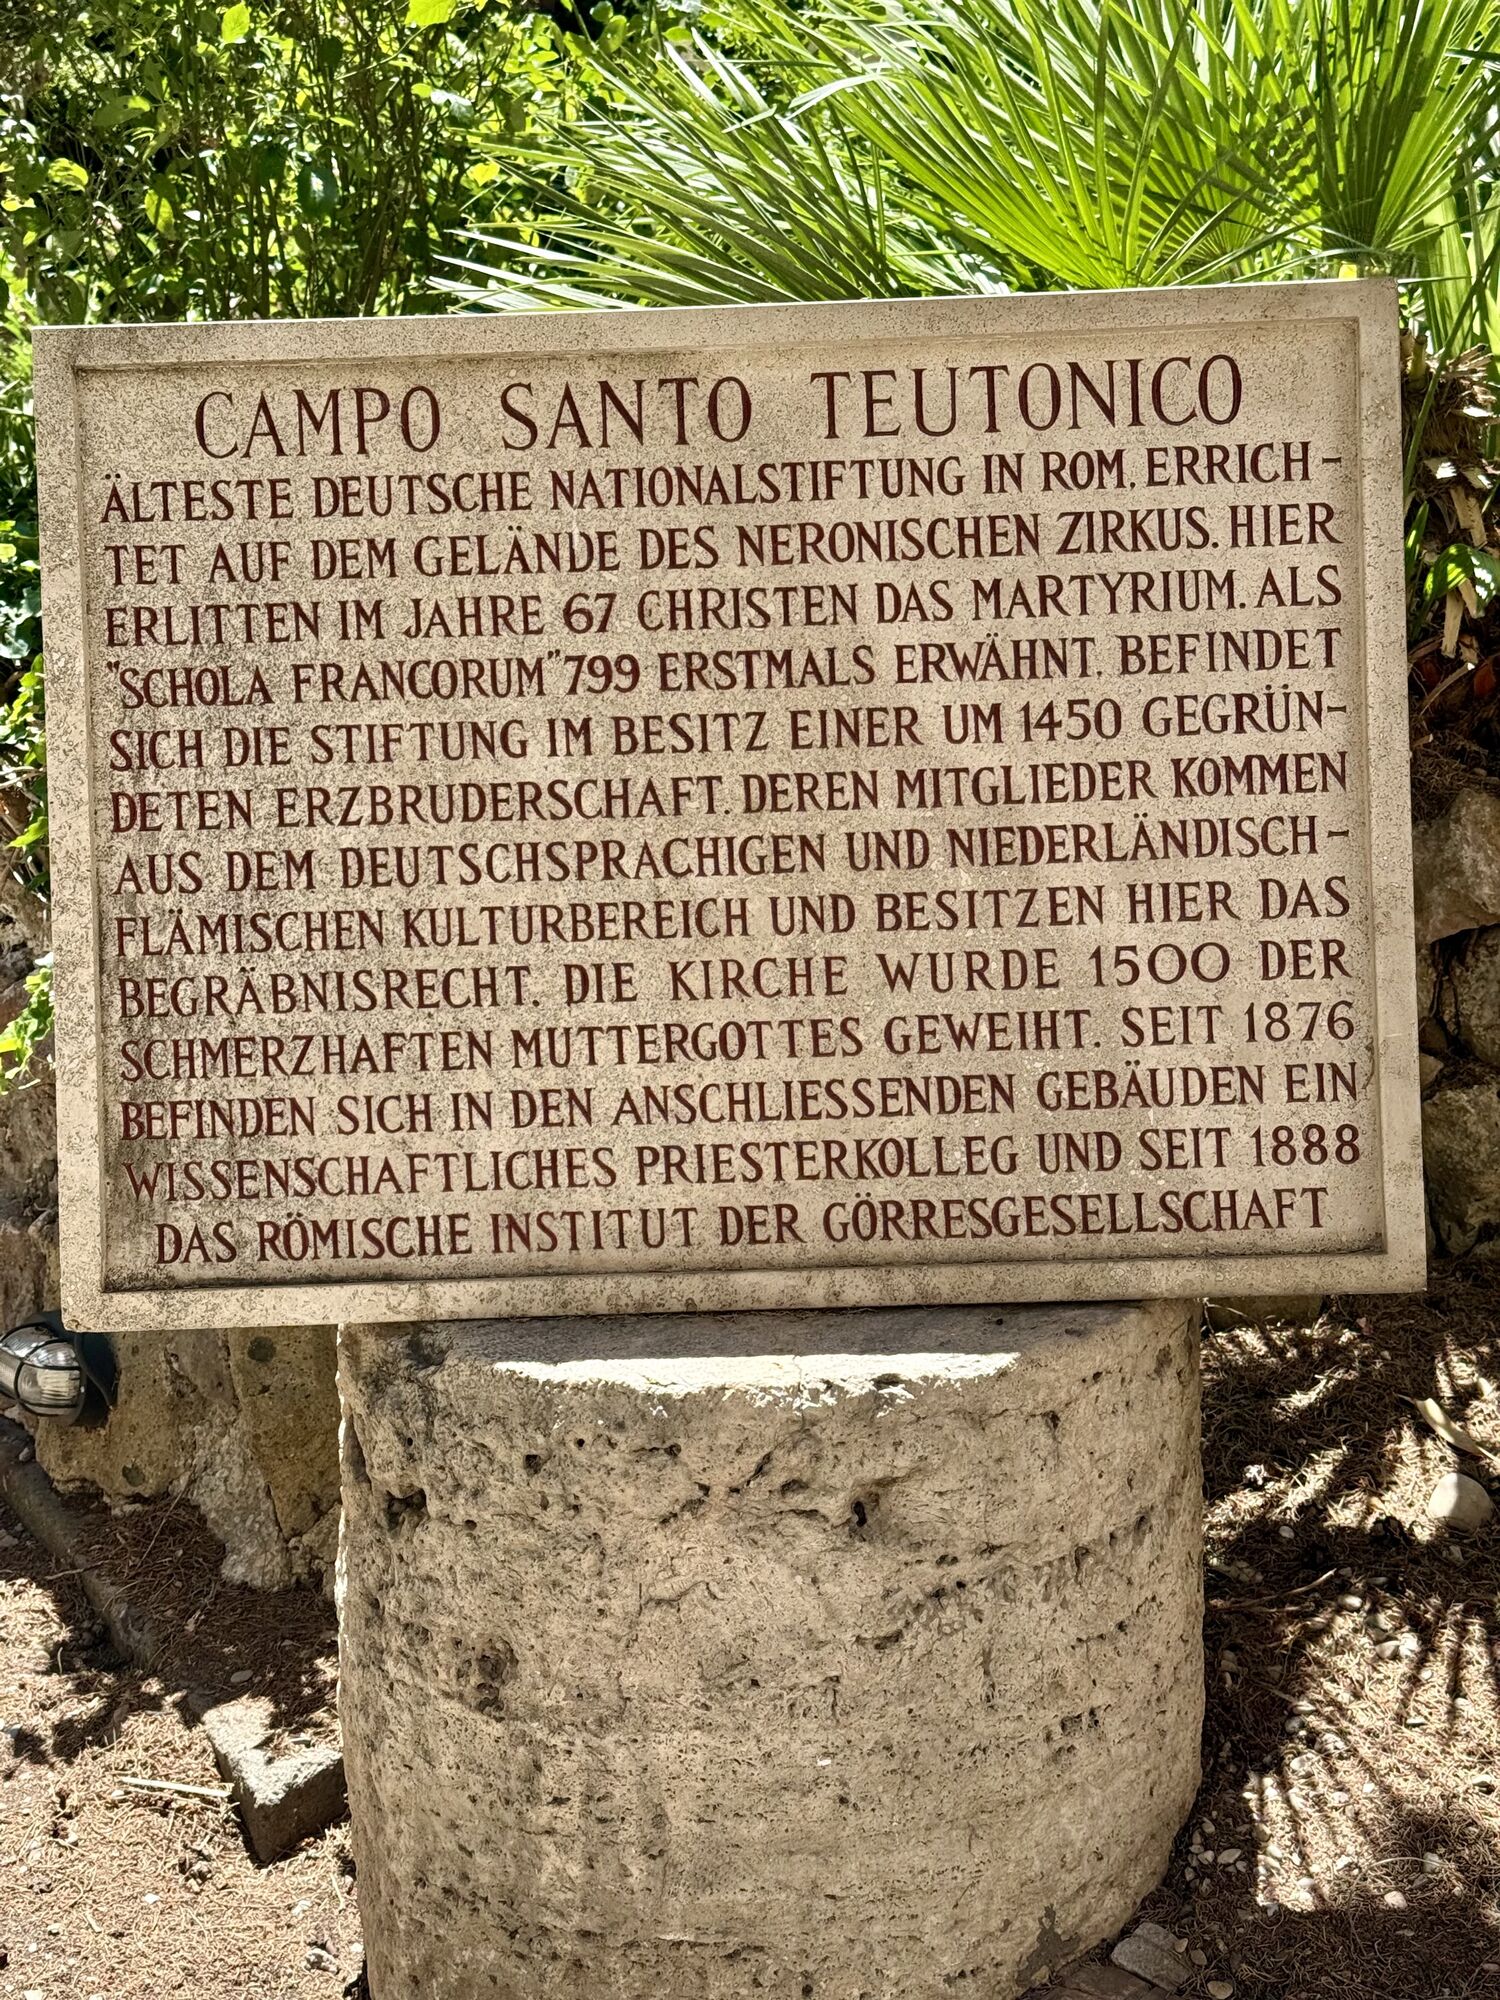 CAMPO SANTO TEUTONICO
ÄLTESTE DEUTSCHE NATIONALSTIFTUNG IN ROM. ERRICH-
TET AUF DEM GELÄNDE DES NERONISCHEN ZIRKUS. HIER
ERLITTEN IM JAHRE 67 CHRISTEN DAS MARTYRIUM. ALS
"SCHOLA FRANCORUM" 799 ERSTMALS ERWÄHNT. BEFINDET
SICH DIE STIFTUNG IM BESITZ EINER UM 1450 GEGRÜN-
DETEN ERZBRUDERSCHAFT. DEREN MITGLIEDER KOMMEN
AUS DEM DEUTSCHSPRACHIGEN UND NIEDERLÄNDISCH-
FLÄMISCHEN KULTURBEREICH UND BESITZEN HIER DAS
BEGRÄBNISRECHT. DIE KIRCHE WURDE 1500 DER
SCHMERZHAFTEN MUTTERGOTTES GEWEIHT. SEIT 1876
BEFINDEN SICH IN DEN ANSCHLIESSENDEN GEBÄUDEN EIN
WISSENSCHAFTLICHES PRIESTERKOLLEG UND SEIT 1888
DAS RÖMISCHE INSTITUT DER GÖRRESGESELLSCHAFT